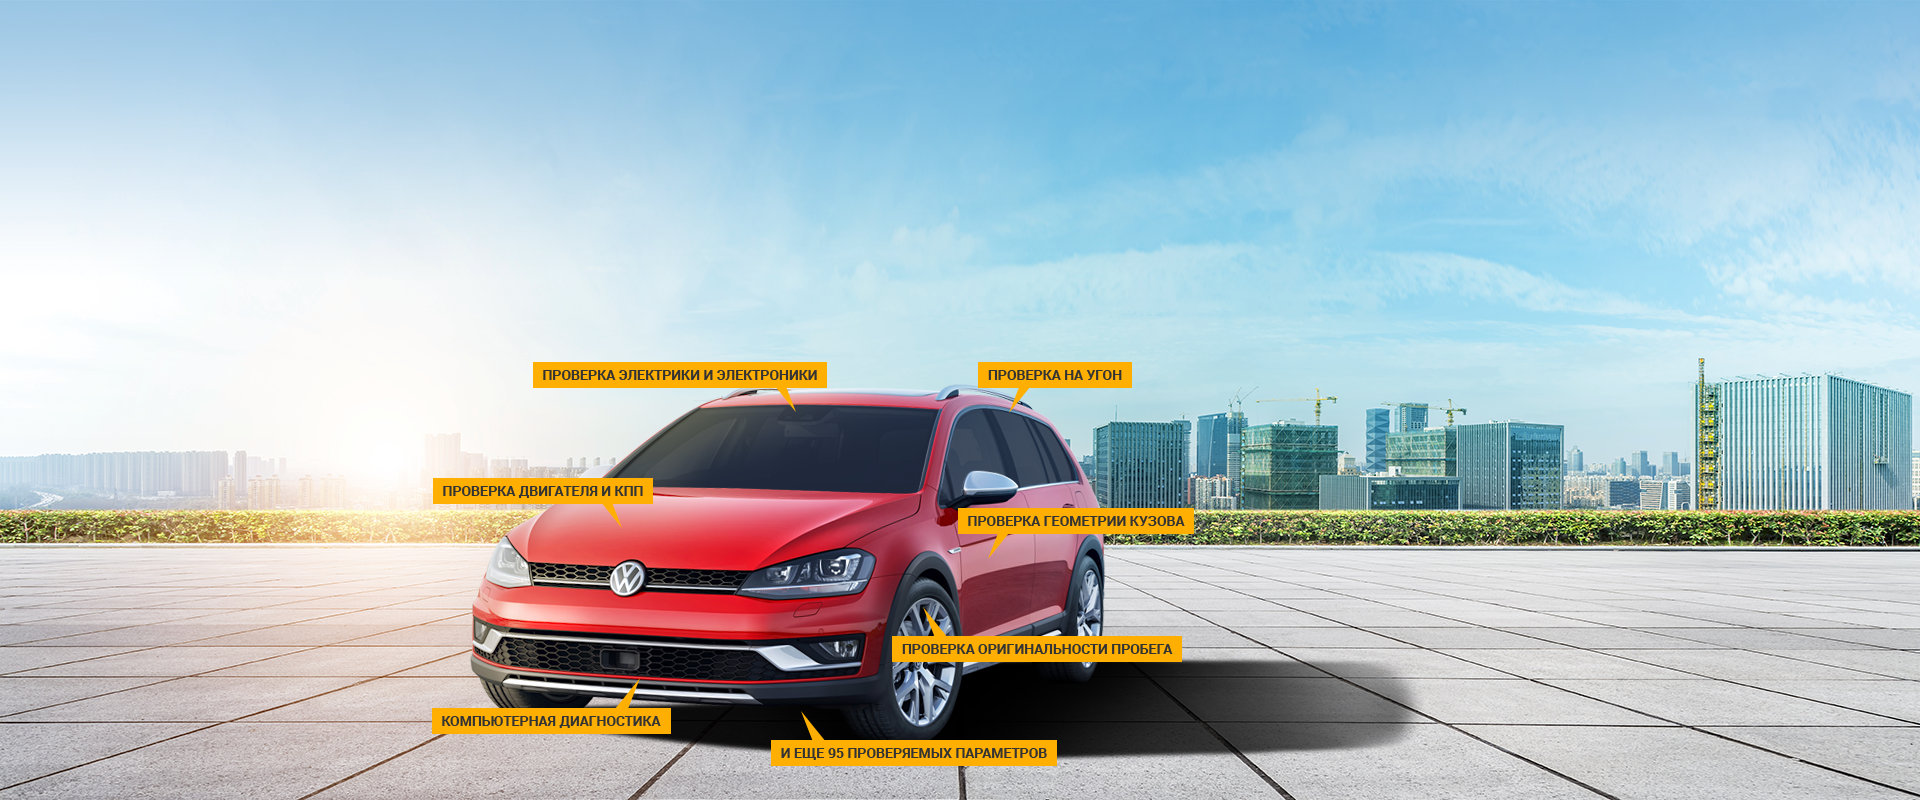 ПРОВЕРКА ЭЛЕКТРИКИ И ЭЛЕКТРОНИКИ
ПРОВЕРКА НА УГОН
ПРОВЕРКА ДВИГАТЕЛЯ И КПП
ПРОВЕРКА ГЕОМЕТРИИ КУЗОВА
ПРОВЕРКА ОРИГИНАЛЬНОСТИ ПРОБЕГА
КОМПЬЮТЕРНАЯ ДИАГНОСТИКА
И ЕЩЕ 95 ПРОВЕРЯЕМЫХ ПАРАМЕТРОВ